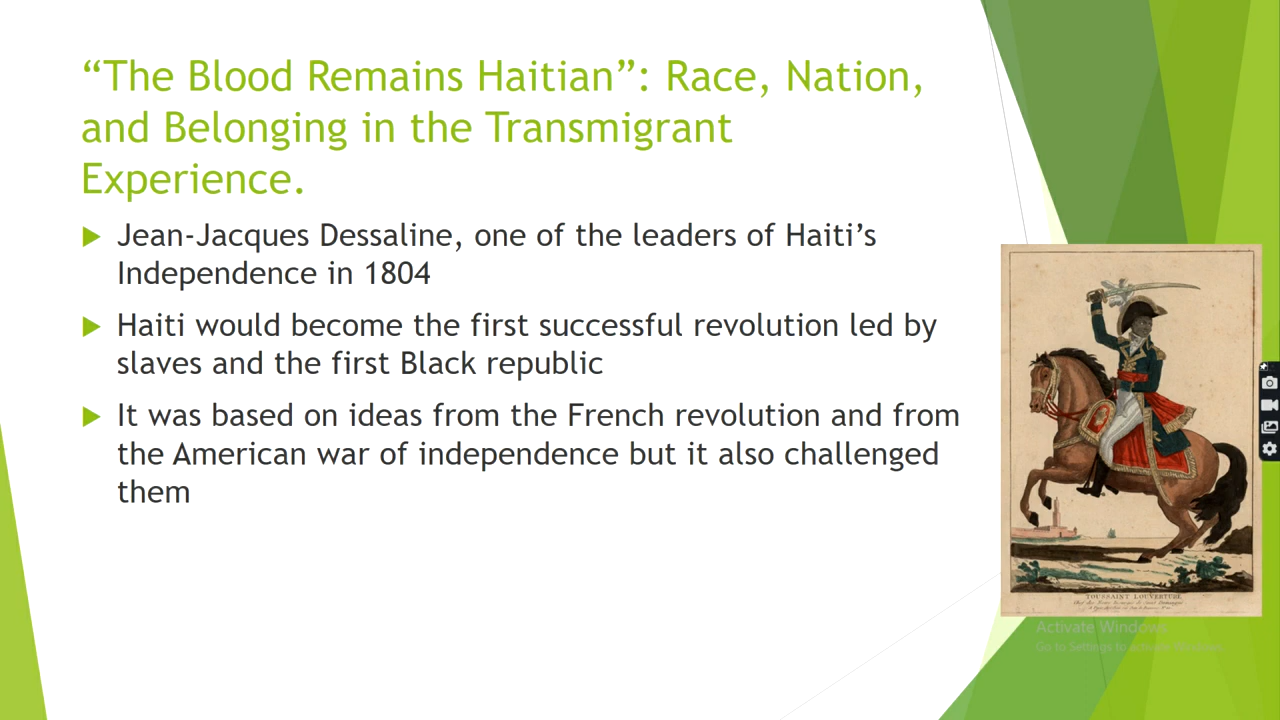 “The Blood Remains Haitian”: Race, Nation,
and Belonging in the Transmigrant
Experience.
Jean-Jacques Dessaline, one of the leaders of Haiti’s
Independence in 1804
Haiti would become the first successful revolution led by
slaves and the first Black republic
It was based on ideas from the French revolution and from
the American war of independence but it also challenged
them
TOUSSAINT LOUVERTURE
Activate Windows
Go to Settings to activate Windows.